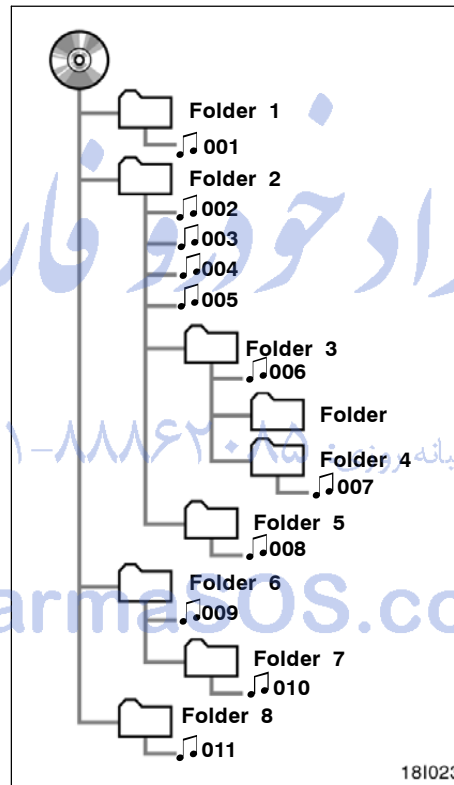 Folder 1
001
Folder 2
002
003
004
005
Folder 3
006
Folder
Folder 4
007
Folder 5
008
Folder 6
009
Folder 7
010
Folder 8
011